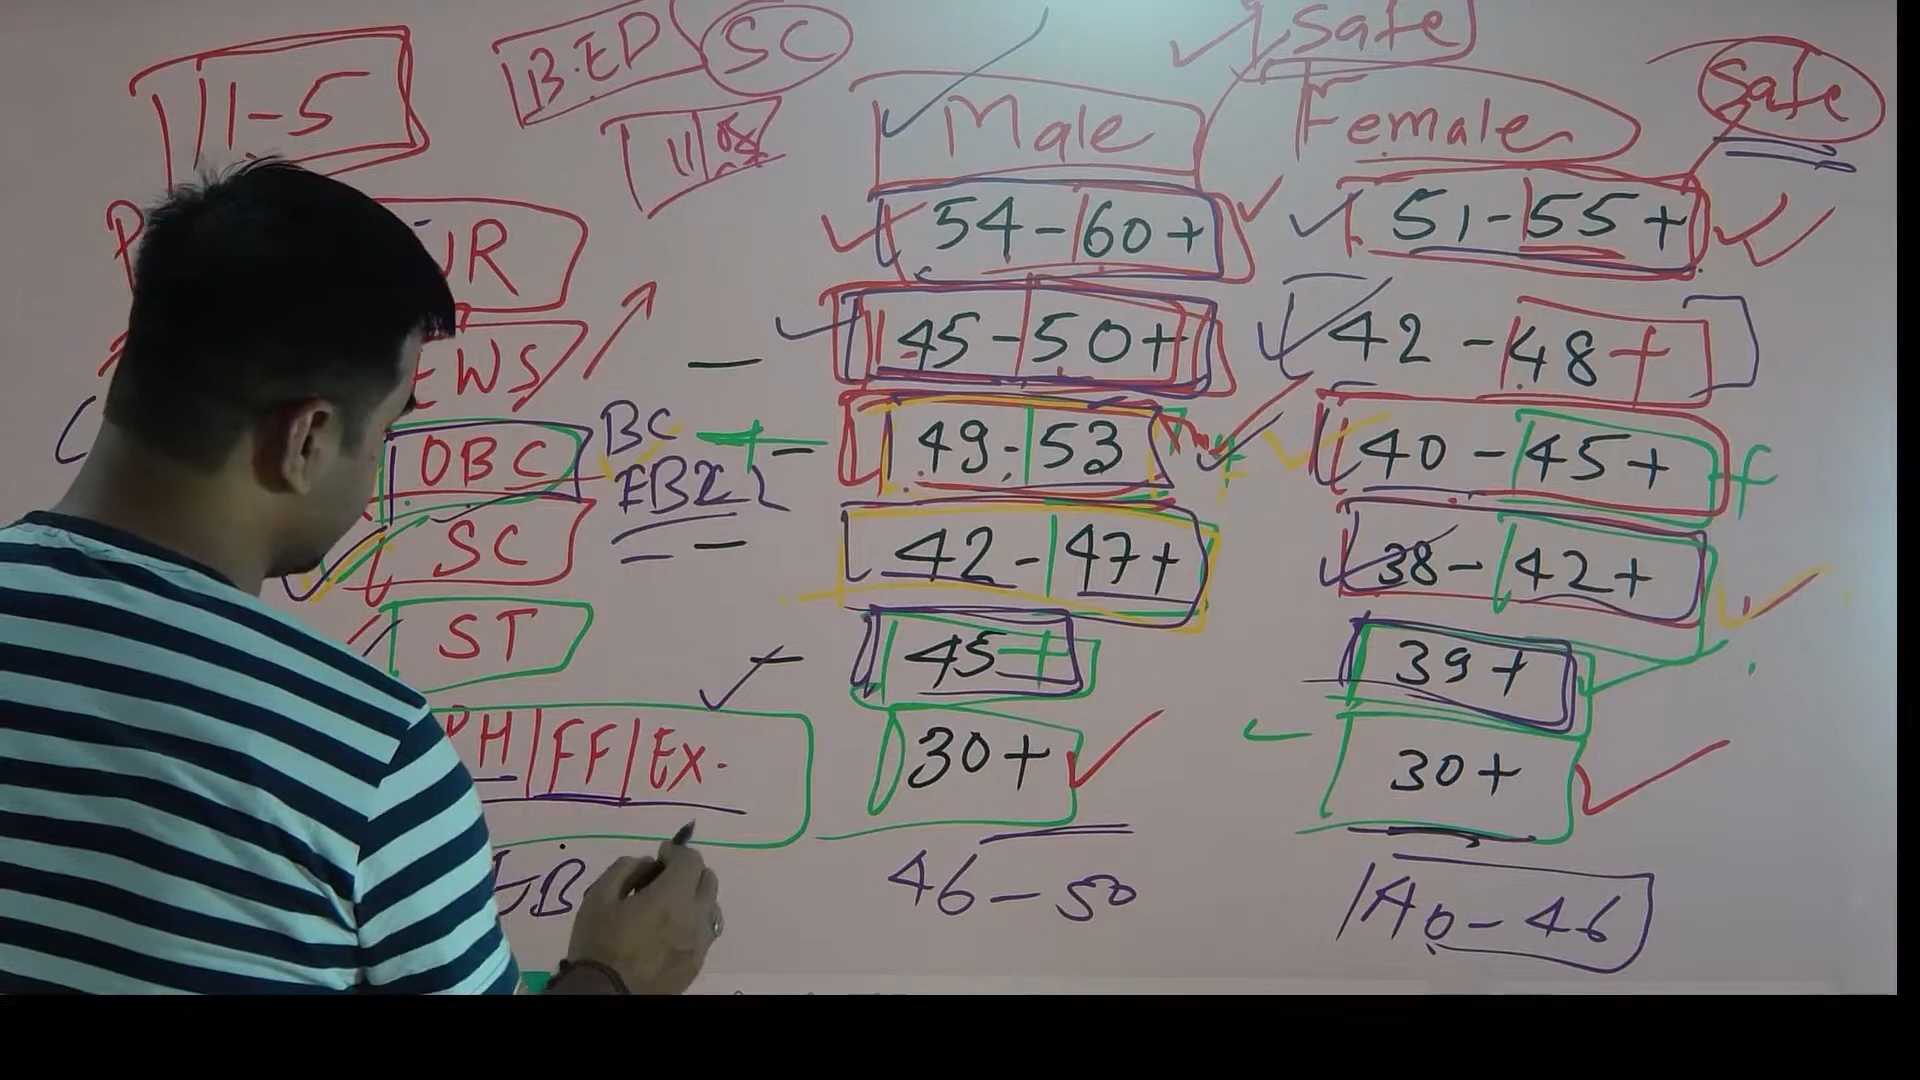 B.ED SC Safe
1-5 Male Female Safe
UR 54-60+ 51-55+
EWS - 45-50+ 42-48+
OBC BC - 49-53 40-45+ f
SC - 42-47+ 38-42+
ST - 45+ 39+
PH/FF/Ex. 30+ 30+
46-50 40-46